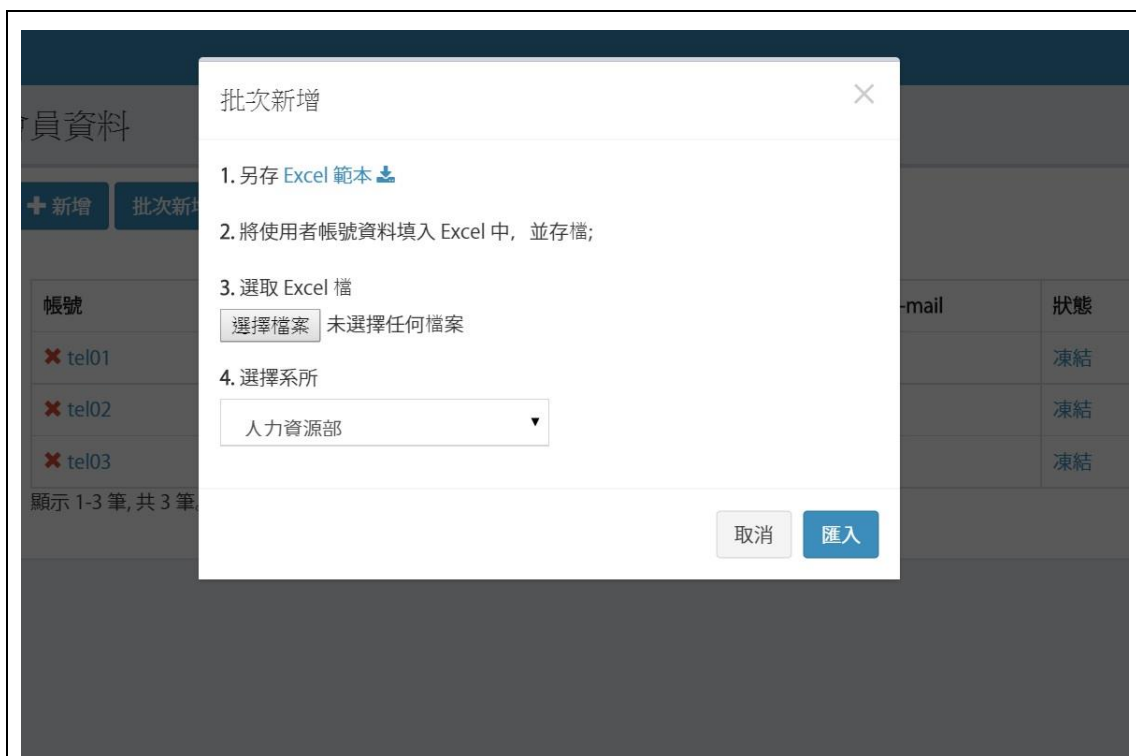 批次新增
×
員資料
1. 另存 Excel 範本
新增
批次新
2. 將使用者帳號資料填入 Excel 中, 並存檔;
3. 選取 Excel 檔
帳號
-mail
狀態
選擇檔案 未選擇任何檔案
tel01
凍結
4. 選擇系所
tel02
凍結
人力資源部
tel03
凍結
顯示 1-3 筆, 共 3 筆
取消
匯入